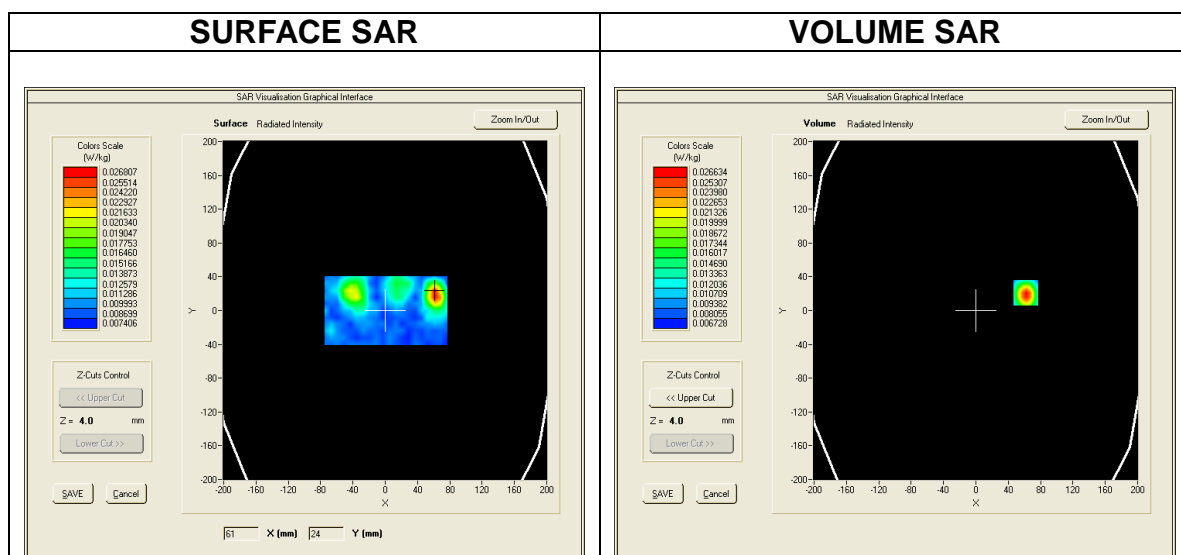 SURFACE SAR
VOLUME SAR
SAR Visualisation Graphical Interface
Surface Radiated Intensity
Zoom In/Out
Colors Scale
(W/kg)
0.026807
0.025514
0.024220
0.022927
0.021633
0.020340
0.019047
0.017753
0.016460
0.015166
0.013873
0.012579
0.011286
0.009993
0.008699
0.007406
Z-Cuts Control
<< Upper Cut
Z = 4.0 mm
Lower Cut >>
SAVE Cancel
200
160
120
80
40
0
-40
-80
-120
-160
-200
Y
-200 -160 -120 -80 -40 0 40 80 120 160 200
X
61 X (mm) 24 Y (mm)
SAR Visualisation Graphical Interface
Volume Radiated Intensity
Zoom In/Out
Colors Scale
(W/kg)
0.026634
0.025307
0.023980
0.022653
0.021326
0.019999
0.018672
0.017344
0.016017
0.014690
0.013363
0.012036
0.010709
0.009382
0.008055
0.006728
Z-Cuts Control
<< Upper Cut
Z = 4.0 mm
Lower Cut >>
SAVE Cancel
200
160
120
80
40
0
-40
-80
-120
-160
-200
Y
-200 -160 -120 -80 -40 0 40 80 120 160 200
X